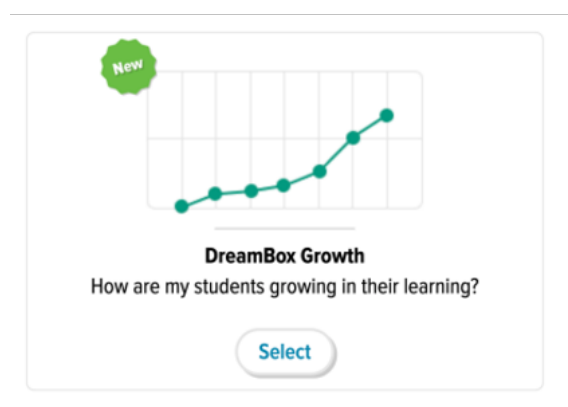 New
DreamBox Growth
How are my students growing in their learning?
Select